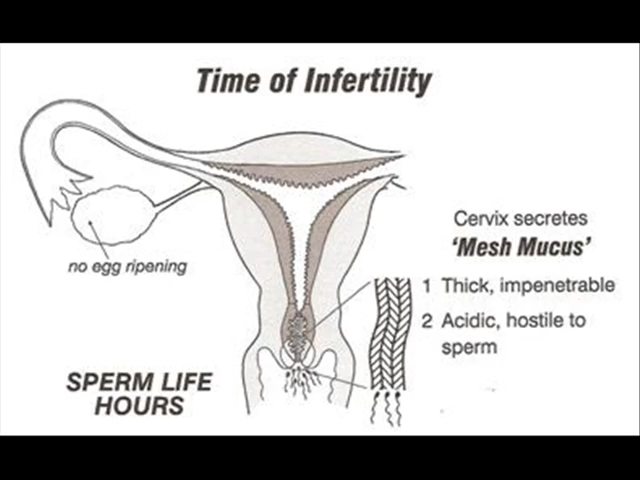 Time of Infertility
Cervix secretes
'Mesh Mucus'
no egg ripening
1 Thick, impenetrable
2 Acidic, hostile to
sperm
SPERM LIFE
HOURS